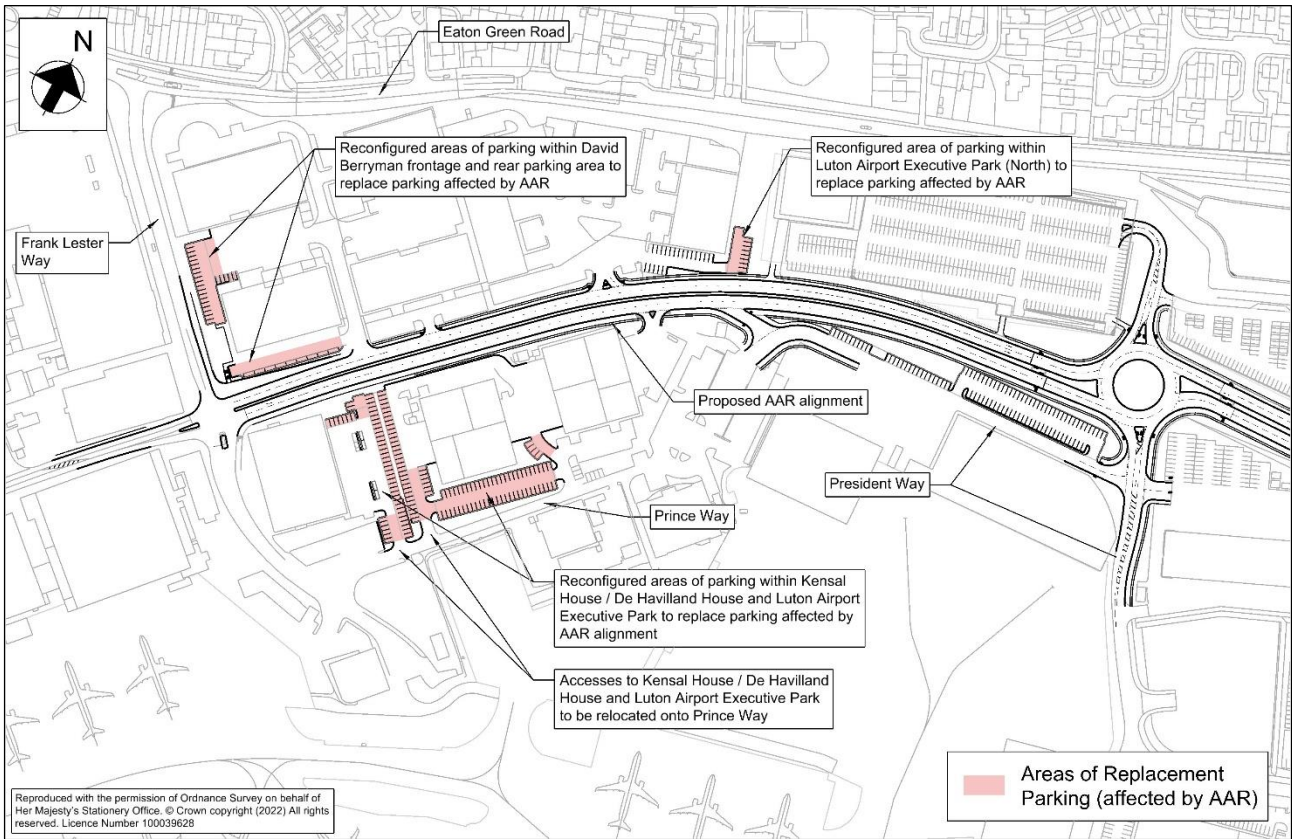 N
Eaton Green Road
Reconfigured areas of parking within David
Berryman frontage and rear parking area to
replace parking affected by AAR
Reconfigured area of parking within
Luton Airport Executive Park (North) to
replace parking affected by AAR
Frank Lester
Way
Proposed AAR alignment
President Way
Prince Way
Reconfigured areas of parking within Kensal
House / De Havilland House and Luton Airport
Executive Park to replace parking affected by
AAR alignment
Accesses to Kensal House / De Havilland
House and Luton Airport Executive Park
to be relocated onto Prince Way
Areas of Replacement
Parking (affected by AAR)
Reproduced with the permission of Ordnance Survey on behalf of
Her Majesty's Stationery Office. © Crown copyright (2022) All rights
reserved. Licence Number 100039628